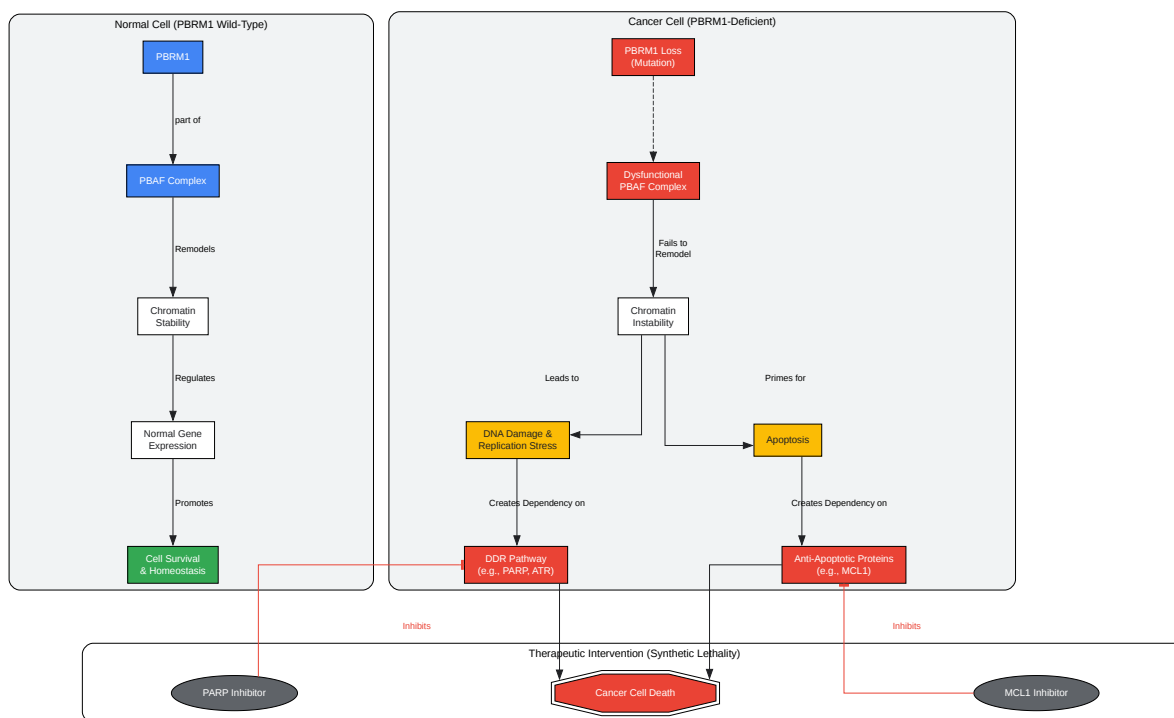 Normal Cell (PBRM1 Wild-Type)
PBRM1
part of
PBAF Complex
Remodels
Chromatin
Stability
Regulates
Normal Gene
Expression
Promotes
Cell Survival
& Homeostasis
Cancer Cell (PBRM1-Deficient)
PBRM1 Loss
(Mutation)
Dysfunctional
PBAF Complex
Fails to
Remodel
Chromatin
Instability
Leads to
Primes for
DNA Damage &
Replication Stress
Apoptosis
Creates Dependency on
Creates Dependency on
DDR Pathway
(e.g., PARP, ATR)
Anti-Apoptotic Proteins
(e.g., MCL1)
Inhibits
Inhibits
Therapeutic Intervention (Synthetic Lethality)
PARP Inhibitor
Cancer Cell Death
MCL1 Inhibitor